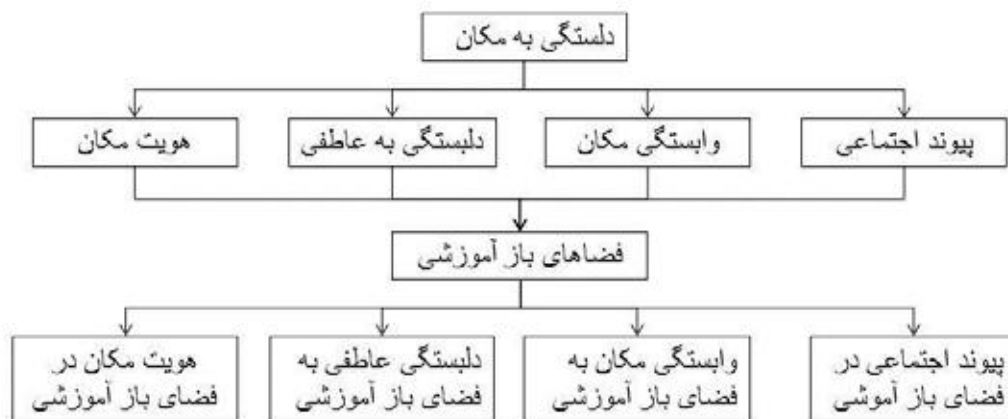 دلستگی به مکان
پیوند اجتماعی
وابستگی مکان
دلبستگی به عاطفی
هویت مکان
فضاهای باز آموزشی
پیوند اجتماعی در
فضای باز آموشی
وابستگی مکان به
فضای باز آموزشی
دلبستگی عاطفی به
فضای باز آموزشی
هویت مکان در
فضای باز آموزشی